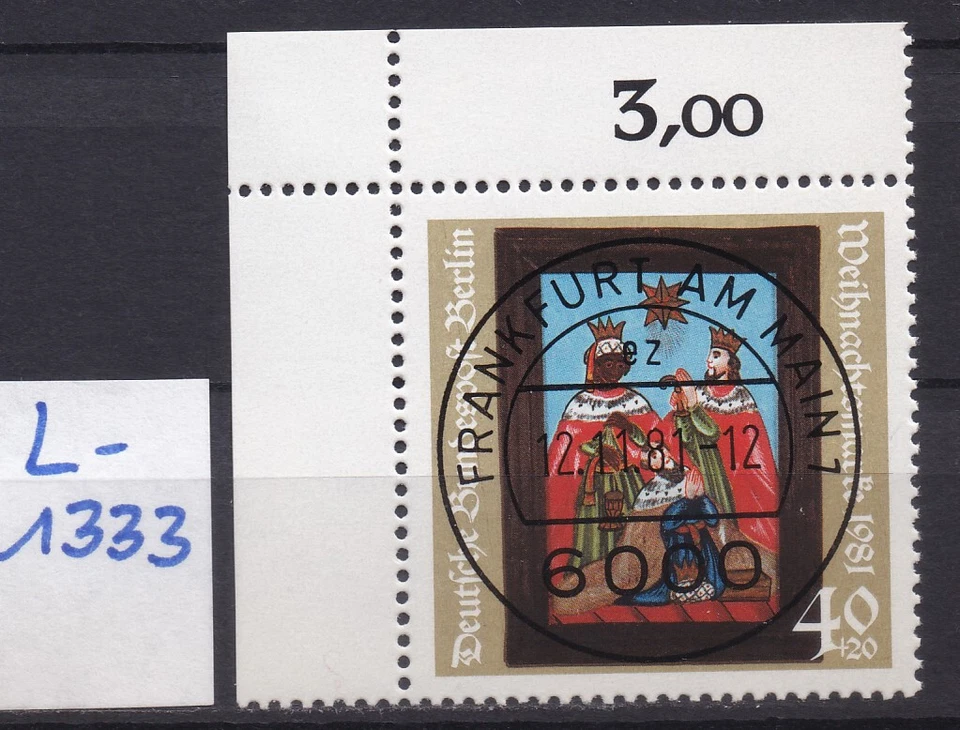 3,00
Deutsche Bundespost Berlin
Weihnachtsmarke 1981
FRANKFURT AM MAIN 1
ez
12.11.81-12
6000
40
+20
L-
1333